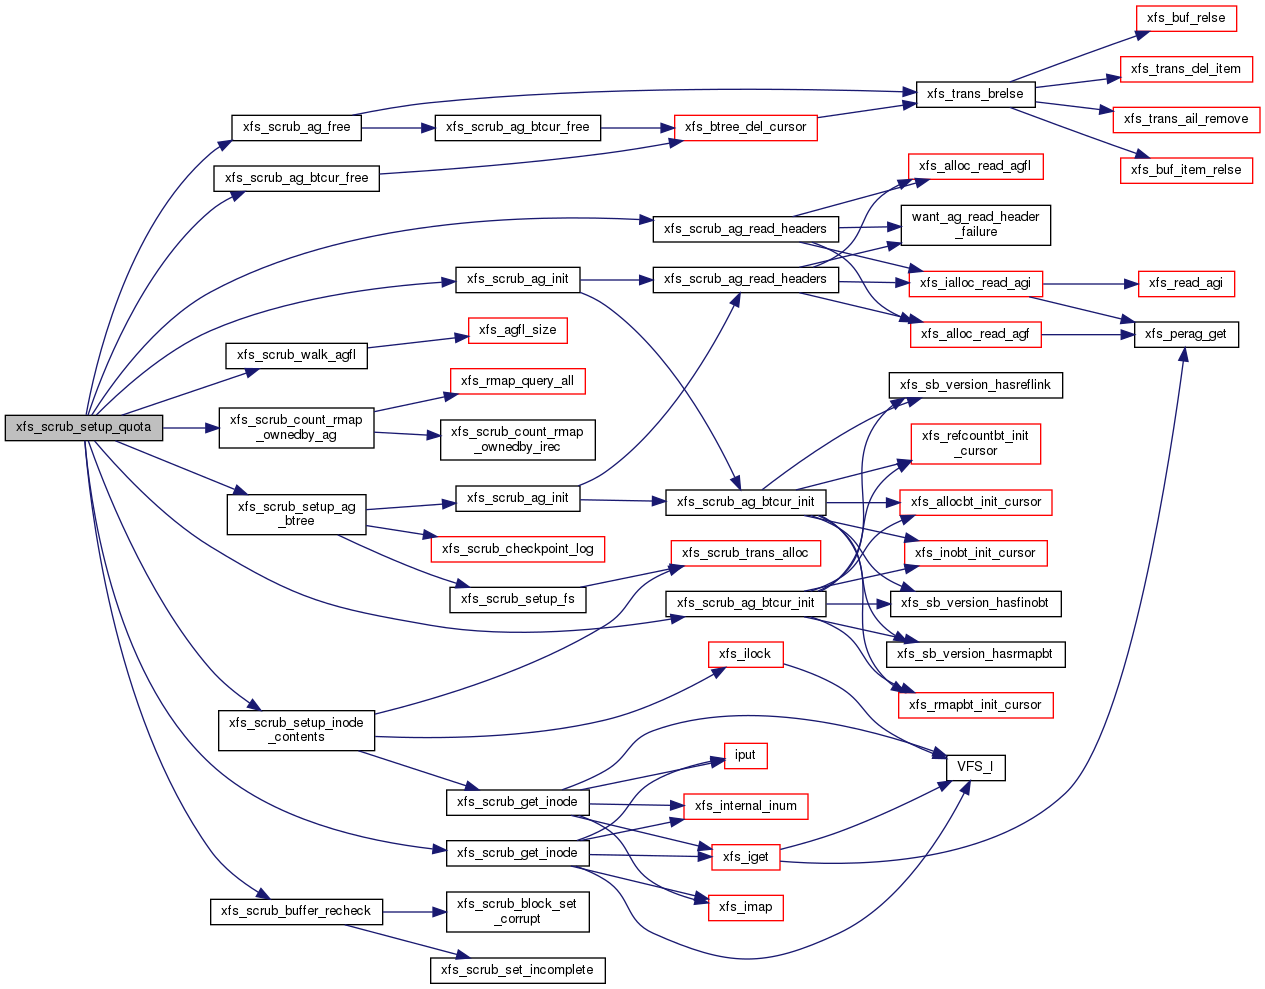 xfs_buf_relse
xfs_trans_del_item
xfs_trans_brelse
xfs_trans_ail_remove
xfs_scrub_ag_free
xfs_scrub_ag_btcur_free
xfs_btree_del_cursor
xfs_buf_item_relse
xfs_scrub_ag_btcur_free
xfs_alloc_read_agfl
want_ag_read_header
_failure
xfs_scrub_ag_read_headers
xfs_scrub_ag_init
xfs_scrub_ag_read_headers
xfs_ialloc_read_agi
xfs_read_agi
xfs_agfl_size
xfs_alloc_read_agf
xfs_perag_get
xfs_scrub_walk_agfl
xfs_rmap_query_all
xfs_sb_version_hasreflink
xfs_scrub_setup_quota
xfs_scrub_count_rmap
_ownedby_ag
xfs_scrub_count_rmap
_ownedby_irec
xfs_refcountbt_init
_cursor
xfs_scrub_setup_ag
_btree
xfs_scrub_ag_init
xfs_scrub_ag_btcur_init
xfs_allocbt_init_cursor
xfs_scrub_checkpoint_log
xfs_scrub_trans_alloc
xfs_inobt_init_cursor
xfs_scrub_setup_fs
xfs_scrub_ag_btcur_init
xfs_sb_version_hasfinobt
xfs_ilock
xfs_sb_version_hasrmapbt
xfs_rmapbt_init_cursor
xfs_scrub_setup_inode
_contents
iput
VFS_I
xfs_scrub_get_inode
xfs_internal_inum
xfs_scrub_get_inode
xfs_iget
xfs_scrub_buffer_recheck
xfs_scrub_block_set
_corrupt
xfs_imap
xfs_scrub_set_incomplete